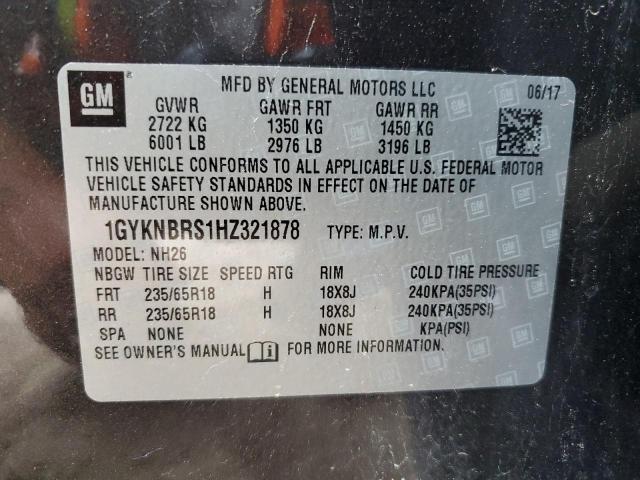 GM
MFD BY GENERAL MOTORS LLC 06/17
GVWR GAWR FRT GAWR RR
2722 KG 1350 KG 1450 KG
6001 LB 2976 LB 3196 LB
THIS VEHICLE CONFORMS TO ALL APPLICABLE U.S. FEDERAL MOTOR
VEHICLE SAFETY STANDARDS IN EFFECT ON THE DATE OF
MANUFACTURE SHOWN ABOVE.
1GYKNBRS1HZ321878 TYPE: M.P.V.
MODEL: NH26
NBGW TIRE SIZE SPEED RTG RIM COLD TIRE PRESSURE
FRT 235/65R18 H 18X8J 240KPA(35PSI)
RR 235/65R18 H 18X8J 240KPA(35PSI)
SPA NONE NONE KPA(PSI)
SEE OWNER'S MANUAL i FOR MORE INFORMATION.